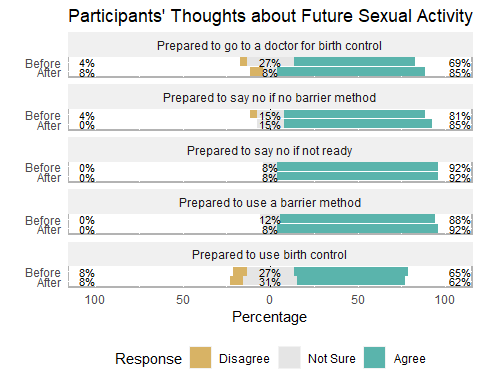 Participants' Thoughts about Future Sexual Activity
Prepared to go to a doctor for birth control
Before 4% 27% 69%
After 8% 8% 85%
Prepared to say no if no barrier method
Before 4% 15% 81%
After 0% 15% 85%
Prepared to say no if not ready
Before 0% 8% 92%
After 0% 8% 92%
Prepared to use a barrier method
Before 0% 12% 88%
After 0% 8% 92%
Prepared to use birth control
Before 8% 27% 65%
After 8% 31% 62%
100 50 0 50 100
Percentage
Response Disagree Not Sure Agree